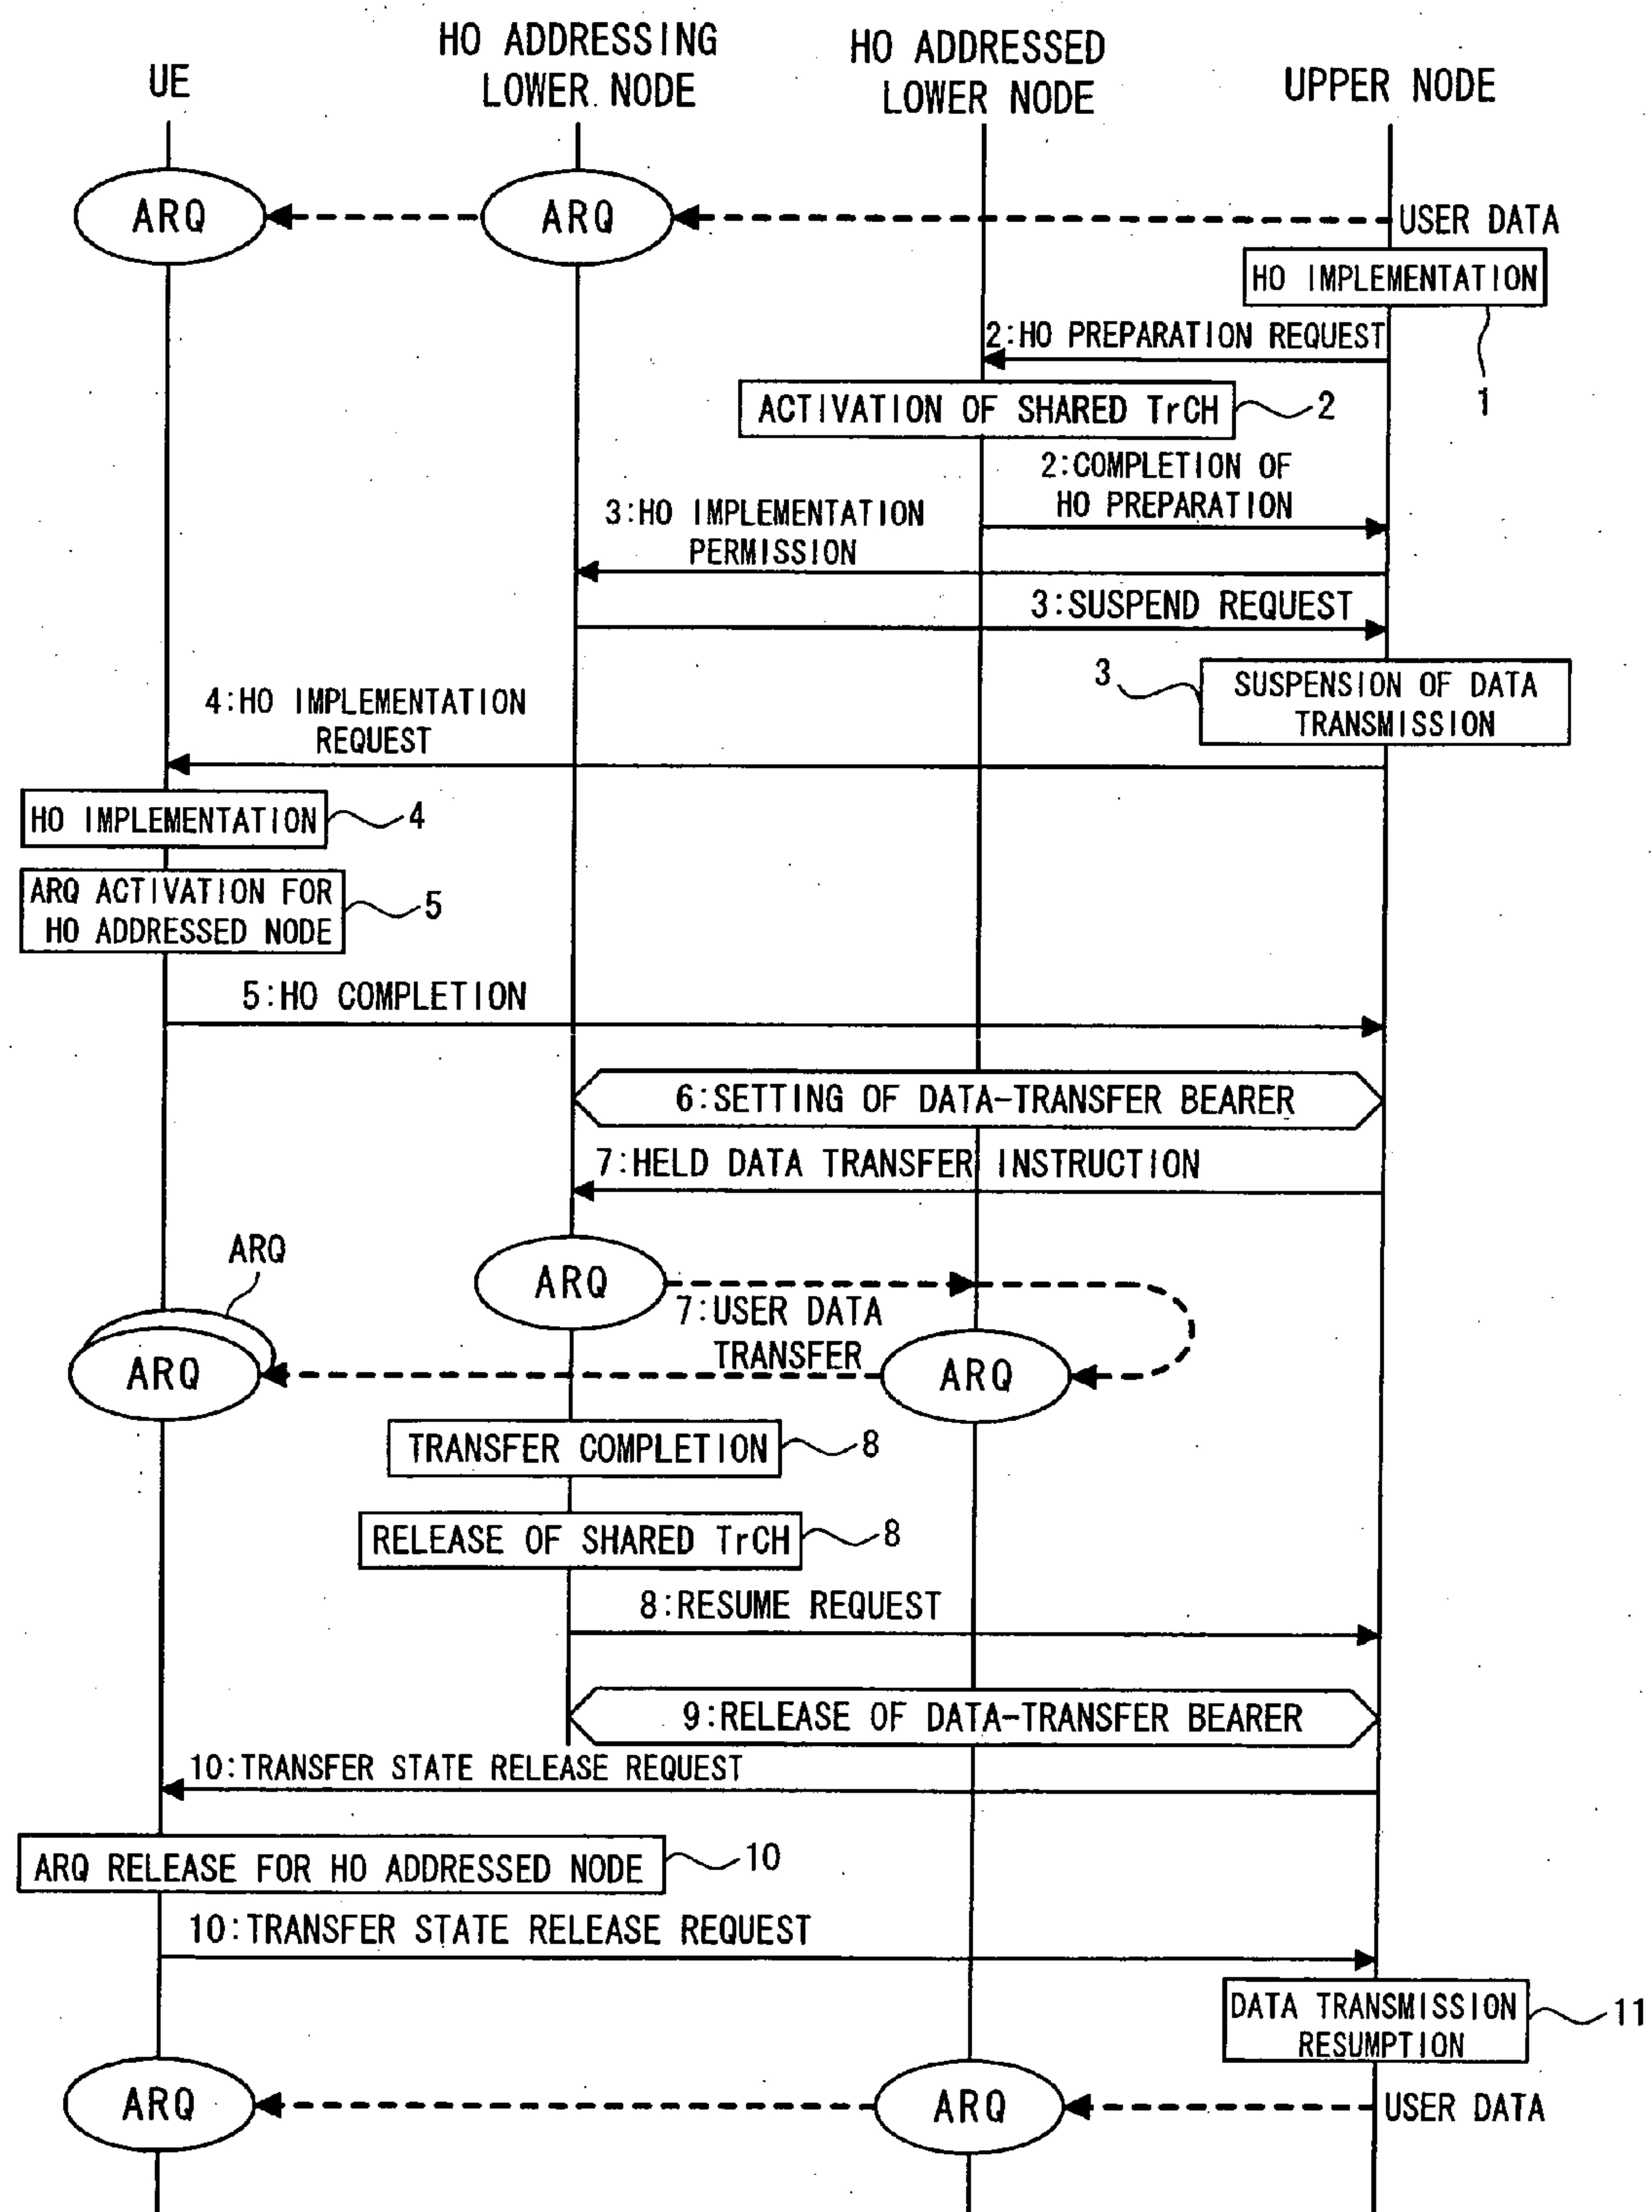 UE
HO ADDRESSING
LOWER NODE
HO ADDRESSED
LOWER NODE
UPPER NODE
ARQ
ARQ
USER DATA
HO IMPLEMENTATION
1
2:HO PREPARATION REQUEST
ACTIVATION OF SHARED TrCH
2
2:COMPLETION OF
HO PREPARATION
3:HO IMPLEMENTATION
PERMISSION
3:SUSPEND REQUEST
3
SUSPENSION OF DATA
TRANSMISSION
4:HO IMPLEMENTATION
REQUEST
HO IMPLEMENTATION
4
ARQ ACTIVATION FOR
HO ADDRESSED NODE
5
5:HO COMPLETION
6:SETTING OF DATA-TRANSFER BEARER
7:HELD DATA TRANSFER INSTRUCTION
ARQ
ARQ
7:USER DATA
TRANSFER
ARQ
ARQ
TRANSFER COMPLETION
8
RELEASE OF SHARED TrCH
8
8:RESUME REQUEST
9:RELEASE OF DATA-TRANSFER BEARER
10:TRANSFER STATE RELEASE REQUEST
ARQ RELEASE FOR HO ADDRESSED NODE
10
10:TRANSFER STATE RELEASE REQUEST
DATA TRANSMISSION
RESUMPTION
11
ARQ
ARQ
USER DATA